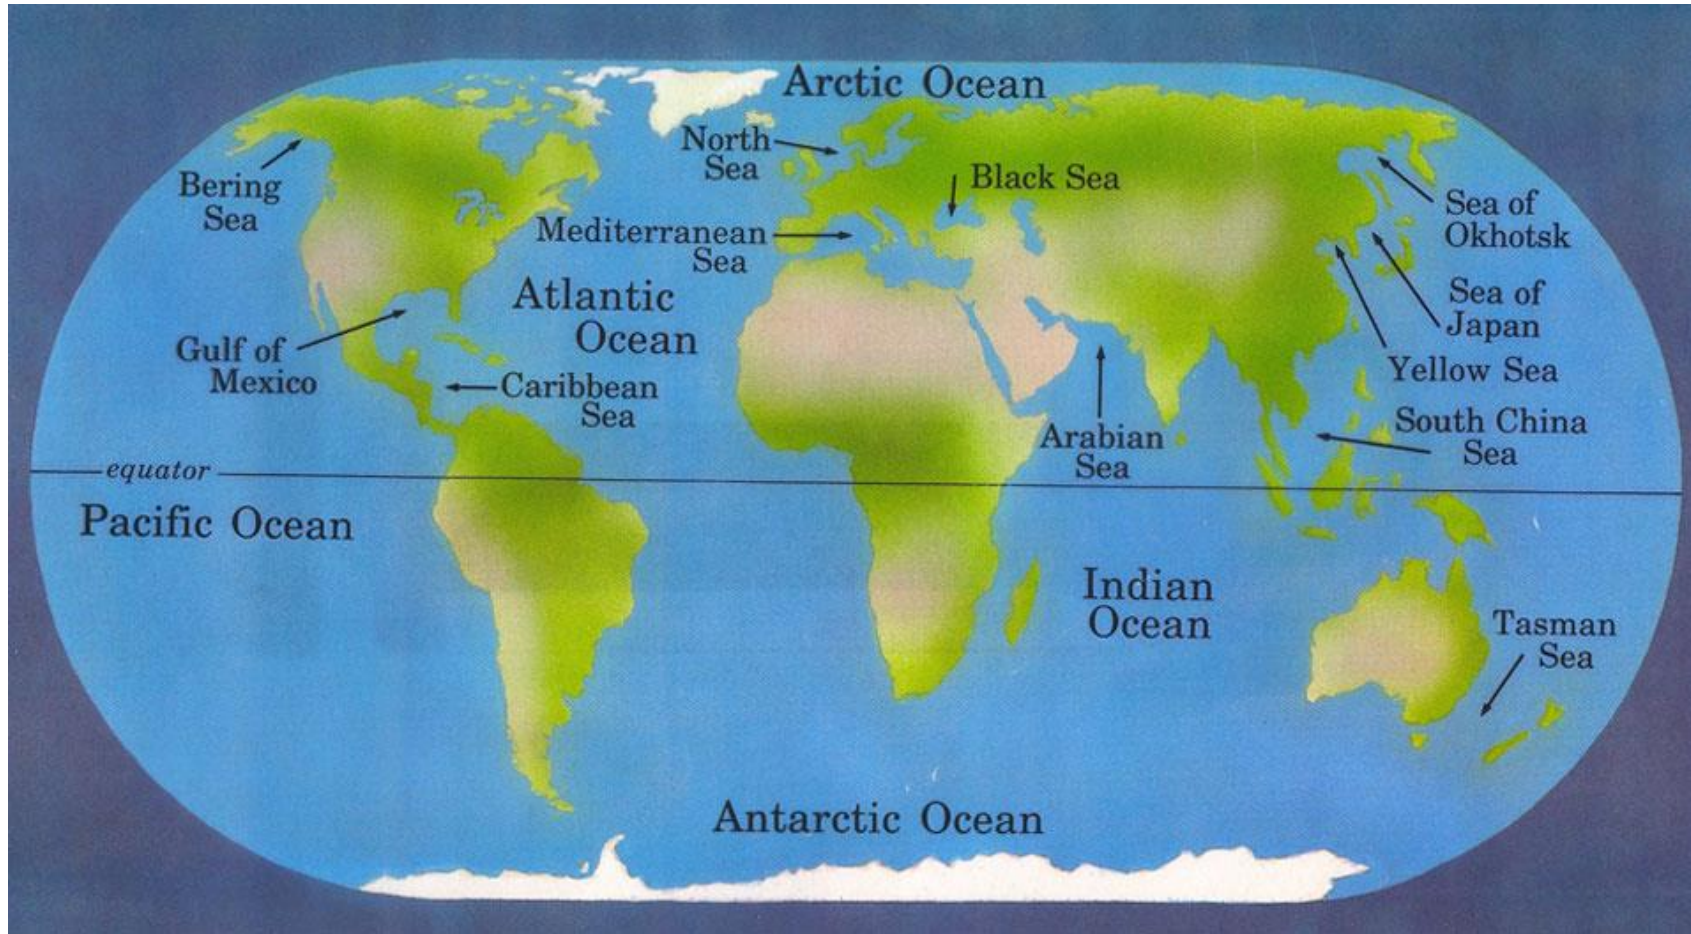 Arctic Ocean
North
Sea
Black Sea
Bering
Sea
Sea of
Okhotsk
Mediterranean
Sea
Atlantic
Ocean
Sea of
Japan
Gulf of
Mexico
Yellow Sea
Caribbean
Sea
South China
Sea
Arabian
Sea
equator
Pacific Ocean
Indian
Ocean
Tasman
Sea
Antarctic Ocean